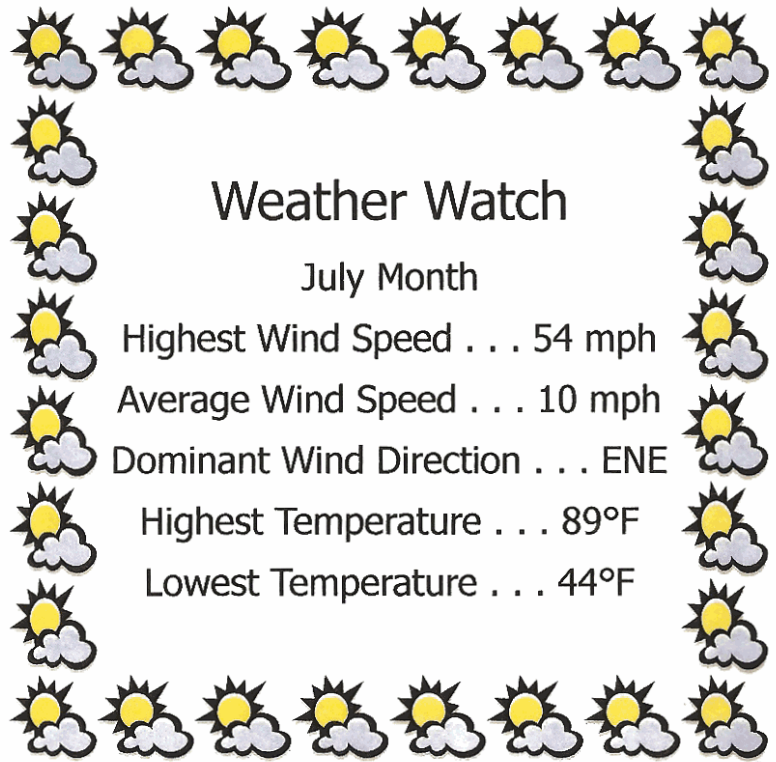 Weather Watch
July Month
Highest Wind Speed . . . 54 mph
Average Wind Speed . . . 10 mph
Dominant Wind Direction . . . ENE
Highest Temperature . . . 89°F
Lowest Temperature . . . 44°F